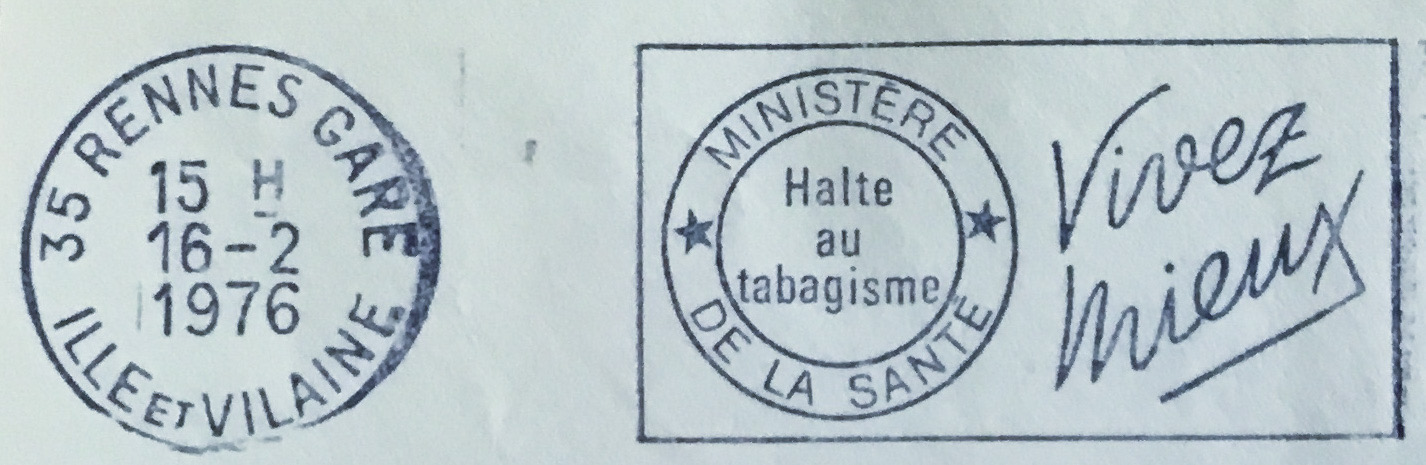 35 RENNES GARE
15 H
16-2
1976
ILLE ET VILAINE
MINISTÈRE
Halte
au
tabagisme
DE LA SANTÉ
Vivez
mieux